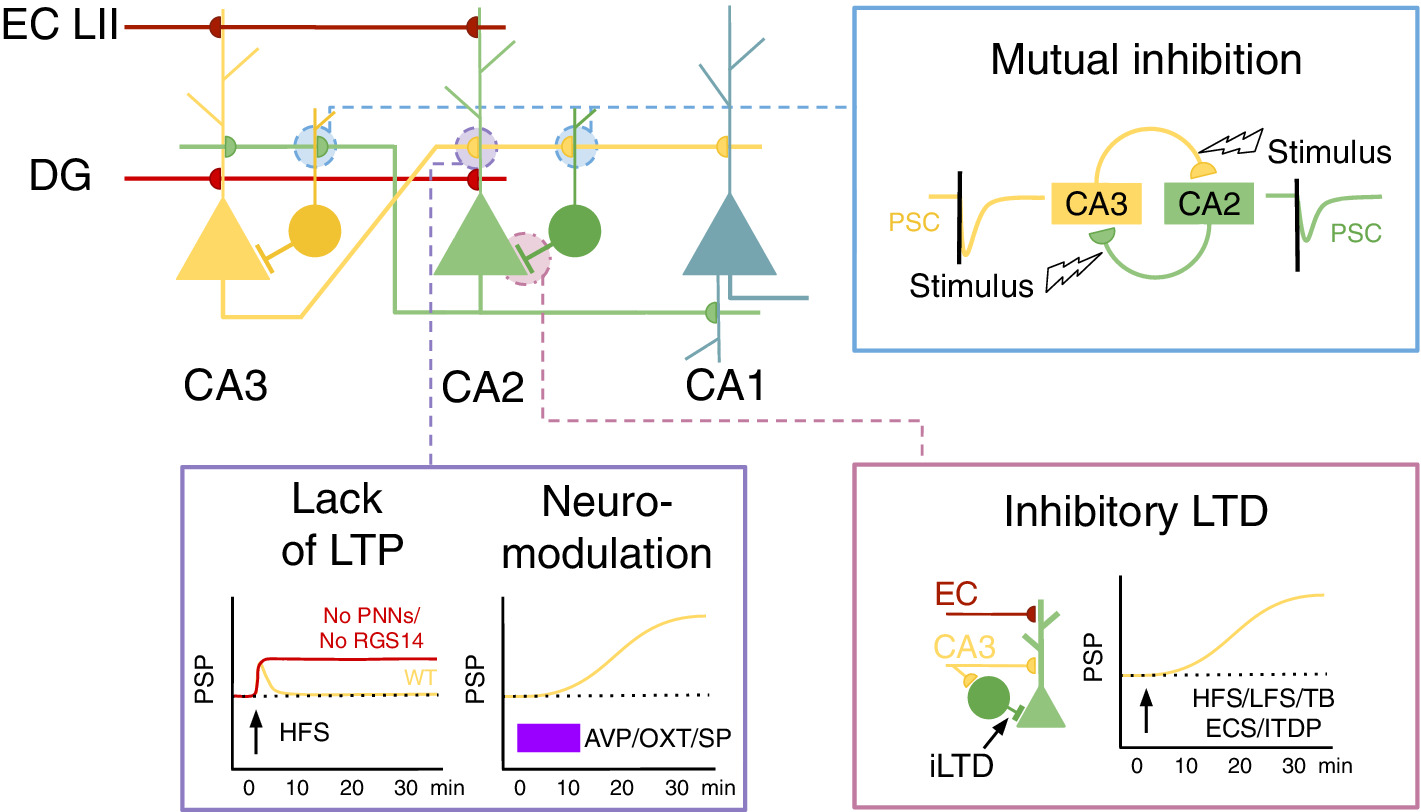 EC LII
DG
CA3
CA2
CA1
Mutual inhibition
Stimulus
CA3
CA2
PSC
PSC
Stimulus
Lack
of LTP
No PNNs/
No RGS14
WT
PSP
HFS
0 10 20 30 min
Neuro-
modulation
PSP
AVP/OXT/SP
0 10 20 30 min
Inhibitory LTD
EC
CA3
iLTD
PSP
HFS/LFS/TB
ECS/ITDP
0 10 20 30 min